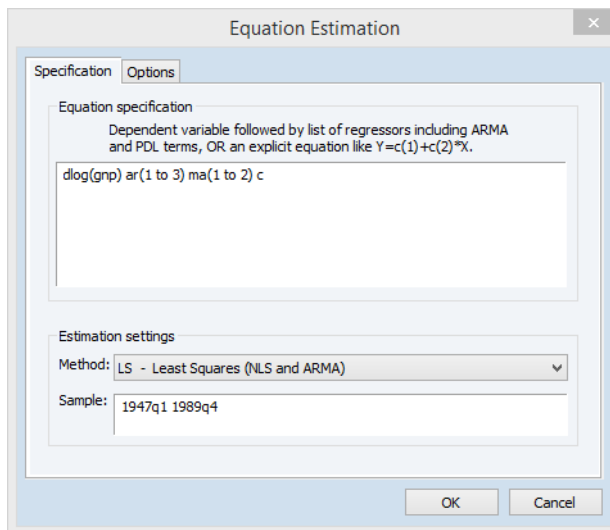 Equation Estimation
Specification Options
Equation specification
Dependent variable followed by list of regressors including ARMA
and PDL terms, OR an explicit equation like Y=c(1)+c(2)*X.
dlog(gnp) ar(1 to 3) ma(1 to 2) c
Estimation settings
Method: LS - Least Squares (NLS and ARMA)
Sample: 1947q1 1989q4
OK Cancel